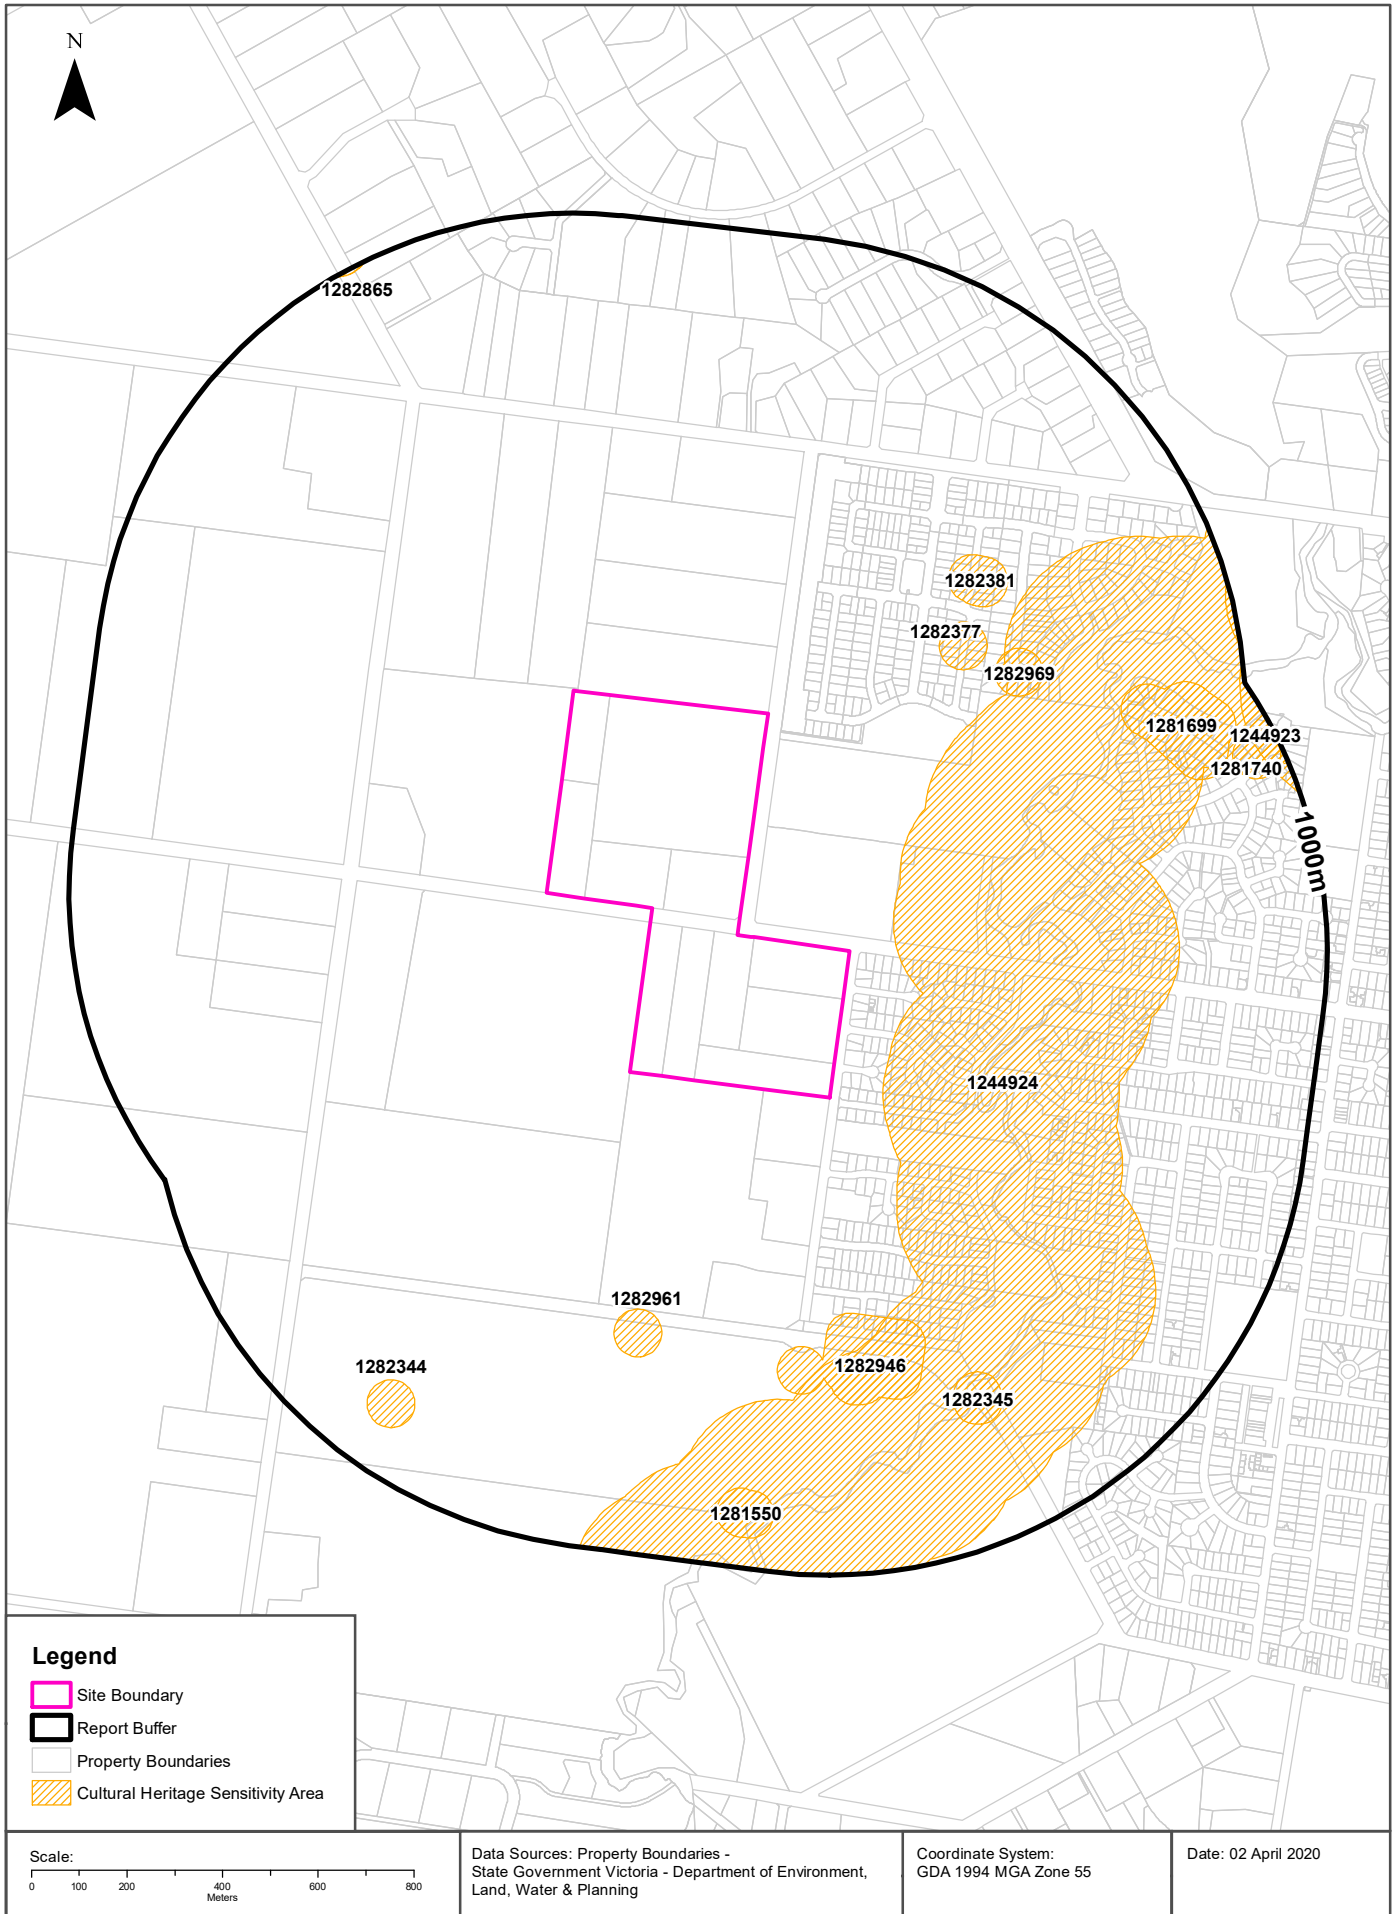 N
1282865
1282381
1282377
1282969
1281699
1244923
1281740
1000m
1244924
1282961
1282344
1282946
1282345
1281550
Legend
Site Boundary
Report Buffer
Property Boundaries
Cultural Heritage Sensitivity Area
Scale:
0 100 200 400 600 800
Meters
Data Sources: Property Boundaries -
State Government Victoria - Department of Environment,
Land, Water & Planning
Coordinate System:
GDA 1994 MGA Zone 55
Date: 02 April 2020